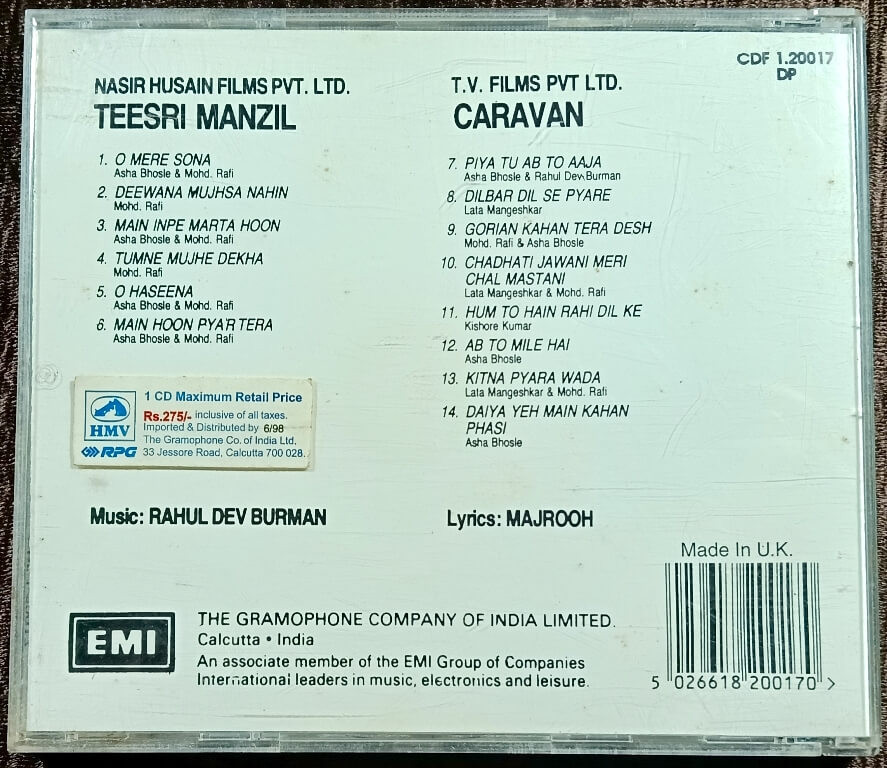 CDF 1.20017
DP
NASIR HUSAIN FILMS PVT. LTD.
TEESRI MANZIL
1. O MERE SONA
Asha Bhosle & Mohd. Rafi
2. DEEWANA MUJHSA NAHIN
Mohd. Rafi
3. MAIN INPE MARTA HOON
Asha Bhosle & Mohd. Rafi
4. TUMNE MUJHE DEKHA
Mohd. Rafi
5. O HASEENA
Asha Bhosle & Mohd. Rafi
6. MAIN HOON PYAR TERA
Asha Bhosle & Mohd. Rafi
T.V. FILMS PVT LTD.
CARAVAN
7. PIYA TU AB TO AAJA
Asha Bhosle & Rahul Dev Burman
8. DILBAR DIL SE PYARE
Lata Mangeshkar
9. GORIAN KAHAN TERA DESH
Mohd. Rafi & Asha Bhosle
10. CHADHATI JAWANI MERI
CHAL MASTANI
Lata Mangeshkar & Mohd. Rafi
11. HUM TO HAIN RAHI DIL KE
Kishore Kumar
12. AB TO MILE HAI
Asha Bhosle
13. KITNA PYARA WADA
Lata Mangeshkar & Mohd. Rafi
14. DAIYA YEH MAIN KAHAN
PHASI
Asha Bhosle
HMV
RPG
1 CD Maximum Retail Price
Rs.275/- inclusive of all taxes.
Imported & Distributed by 6/98
The Gramophone Co. of India Ltd.
33 Jessore Road, Calcutta 700 028.
Music: RAHUL DEV BURMAN
Lyrics: MAJROOH
Made In U.K.
5 026618 200170 >
EMI
THE GRAMOPHONE COMPANY OF INDIA LIMITED.
Calcutta • India
An associate member of the EMI Group of Companies
International leaders in music, electronics and leisure.